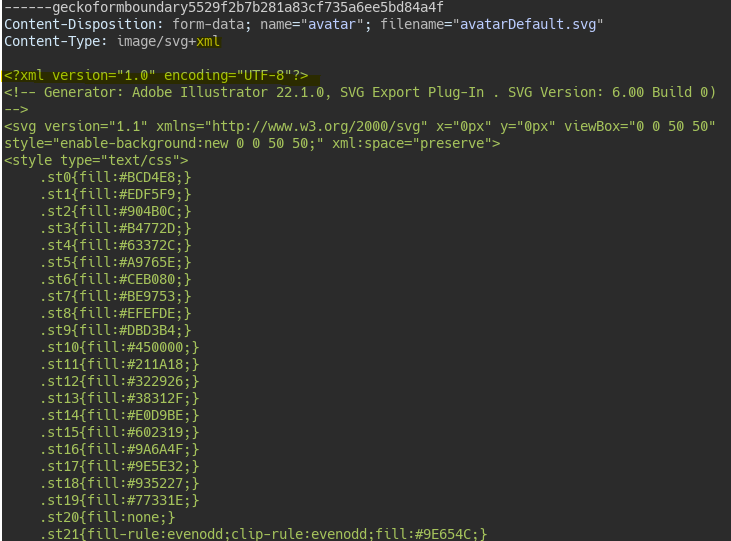 ------geckoformboundary5529f2b7b281a83cf735a6ee5bd84a4f
Content-Disposition: form-data; name="avatar"; filename="avatarDefault.svg"
Content-Type: image/svg+xml
<?xml version="1.0" encoding="UTF-8"?>
<!-- Generator: Adobe Illustrator 22.1.0, SVG Export Plug-In . SVG Version: 6.00 Build 0)
-->
<svg version="1.1" xmlns="http://www.w3.org/2000/svg" x="0px" y="0px" viewBox="0 0 50 50"
style="enable-background:new 0 0 50 50;" xml:space="preserve">
<style type="text/css">
.st0{fill:#BCD4E8;}
.st1{fill:#EDF5F9;}
.st2{fill:#904B0C;}
.st3{fill:#B4772D;}
.st4{fill:#63372C;}
.st5{fill:#A9765E;}
.st6{fill:#CEB080;}
.st7{fill:#BE9753;}
.st8{fill:#EFEFDE;}
.st9{fill:#DBD3B4;}
.st10{fill:#450000;}
.st11{fill:#211A18;}
.st12{fill:#322926;}
.st13{fill:#38312F;}
.st14{fill:#E0D9BE;}
.st15{fill:#602319;}
.st16{fill:#9A6A4F;}
.st17{fill:#9E5E32;}
.st18{fill:#935227;}
.st19{fill:#77331E;}
.st20{fill:none;}
.st21{fill-rule:evenodd;clip-rule:evenodd;fill:#9E654C;}